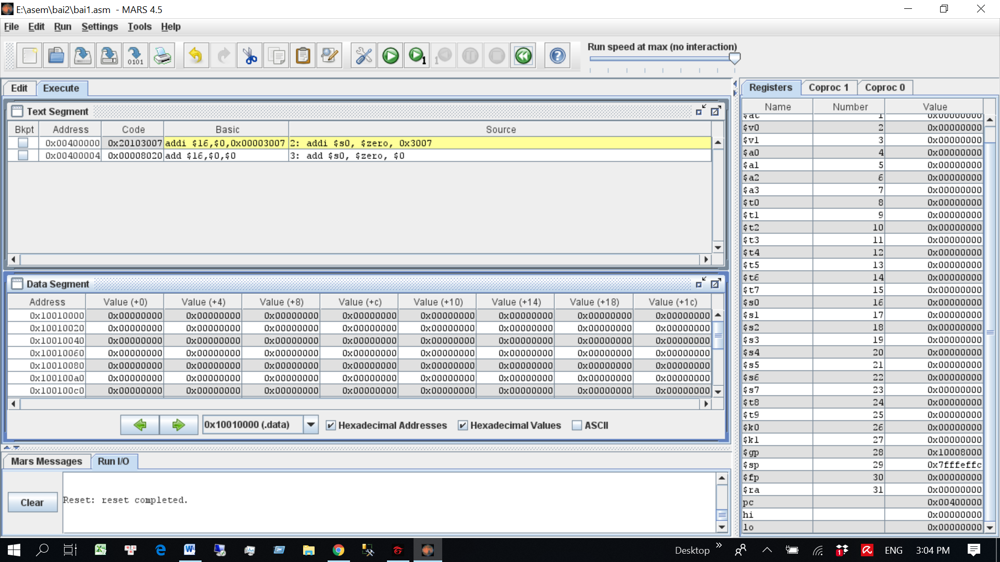 E:\asem\bai2\bai1.asm - MARS 4.5
File Edit Run Settings Tools Help
Run speed at max (no interaction)
0101
1
1
Edit Execute
Text Segment
Bkpt Address Code Basic Source
0x00400000 0x20103007 addi $16,$0,0x00003007 2: addi $s0, $zero, 0x3007
0x00400004 0x00008020 add $16,$0,$0 3: add $s0, $zero, $0
Data Segment
Address Value (+0) Value (+4) Value (+8) Value (+c) Value (+10) Value (+14) Value (+18) Value (+1c)
0x10010000 0x00000000 0x00000000 0x00000000 0x00000000 0x00000000 0x00000000 0x00000000 0x00000000
0x10010020 0x00000000 0x00000000 0x00000000 0x00000000 0x00000000 0x00000000 0x00000000 0x00000000
0x10010040 0x00000000 0x00000000 0x00000000 0x00000000 0x00000000 0x00000000 0x00000000 0x00000000
0x10010060 0x00000000 0x00000000 0x00000000 0x00000000 0x00000000 0x00000000 0x00000000 0x00000000
0x10010080 0x00000000 0x00000000 0x00000000 0x00000000 0x00000000 0x00000000 0x00000000 0x00000000
0x100100a0 0x00000000 0x00000000 0x00000000 0x00000000 0x00000000 0x00000000 0x00000000 0x00000000
0x100100c0 0x00000000 0x00000000 0x00000000 0x00000000 0x00000000 0x00000000 0x00000000 0x00000000
0x10010000 (.data) Hexadecimal Addresses Hexadecimal Values ASCII
Mars Messages Run I/O
Clear
Reset: reset completed.
Registers Coproc 1 Coproc 0
Name Number Value
$at 1 0x00000000
$v0 2 0x00000000
$v1 3 0x00000000
$a0 4 0x00000000
$a1 5 0x00000000
$a2 6 0x00000000
$a3 7 0x00000000
$t0 8 0x00000000
$t1 9 0x00000000
$t2 10 0x00000000
$t3 11 0x00000000
$t4 12 0x00000000
$t5 13 0x00000000
$t6 14 0x00000000
$t7 15 0x00000000
$s0 16 0x00000000
$s1 17 0x00000000
$s2 18 0x00000000
$s3 19 0x00000000
$s4 20 0x00000000
$s5 21 0x00000000
$s6 22 0x00000000
$s7 23 0x00000000
$t8 24 0x00000000
$t9 25 0x00000000
$k0 26 0x00000000
$k1 27 0x00000000
$gp 28 0x10008000
$sp 29 0x7fffeffc
$fp 30 0x00000000
$ra 31 0x00000000
pc 0x00400000
hi 0x00000000
lo 0x00000000
Desktop ENG 3:04 PM